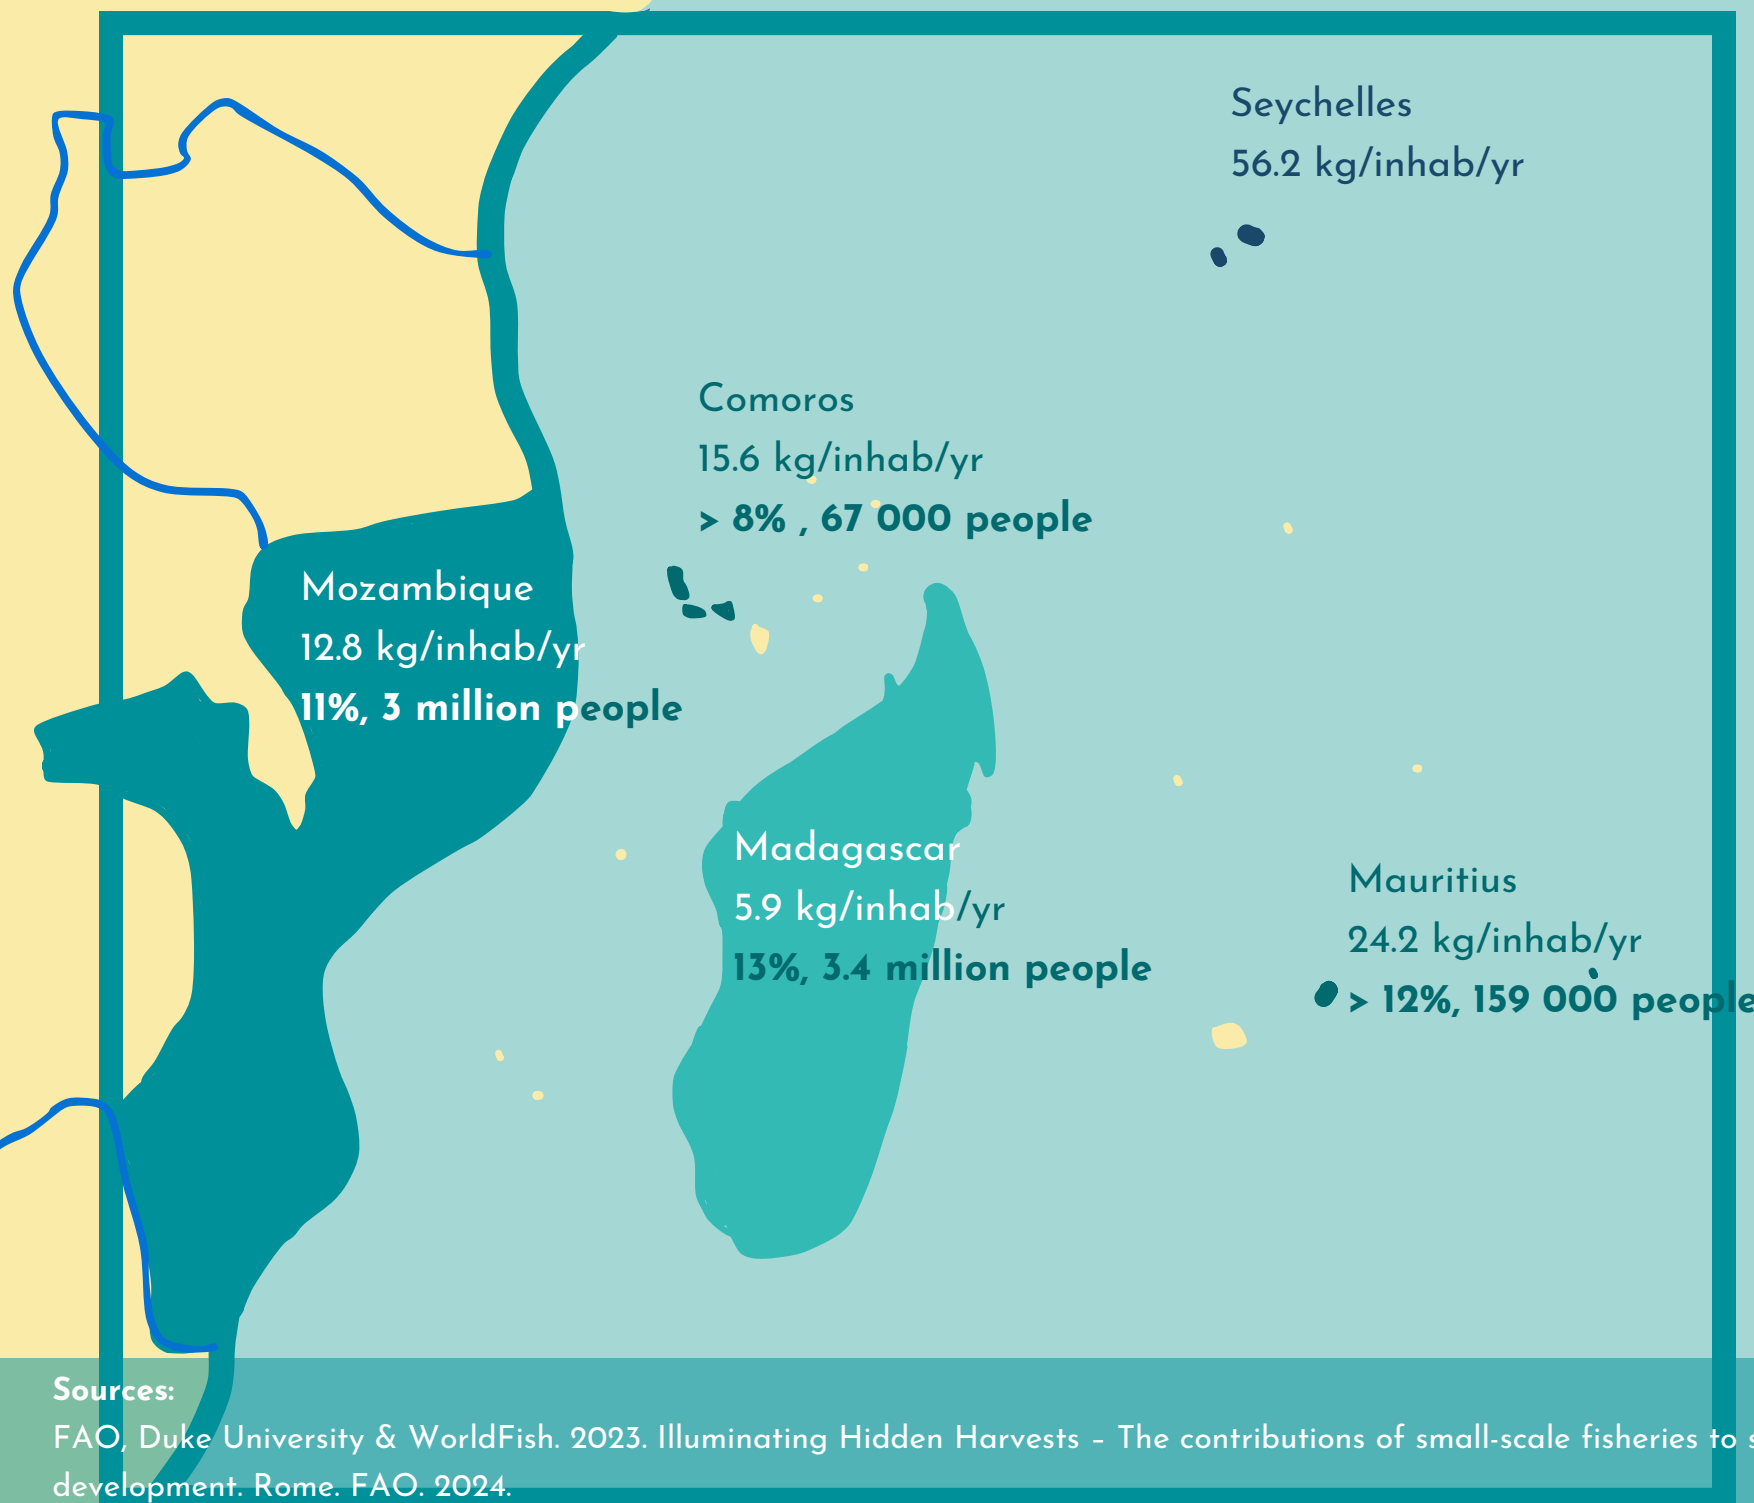 Seychelles
56.2 kg/inhab/yr
Comoros
15.6 kg/inhab/yr
> 8% , 67 000 people
Mozambique
12.8 kg/inhab/yr
11%, 3 million people
Madagascar
5.9 kg/inhab/yr
13%, 3.4 million people
Mauritius
24.2 kg/inhab/yr
> 12%, 159 000 people
Sources:
FAO, Duke University & WorldFish. 2023. Illuminating Hidden Harvests – The contributions of small-scale fisheries to
development. Rome. FAO. 2024.